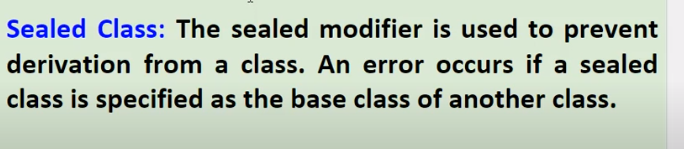 Sealed Class: The sealed modifier is used to prevent
derivation from a class. An error occurs if a sealed
class is specified as the base class of another class.